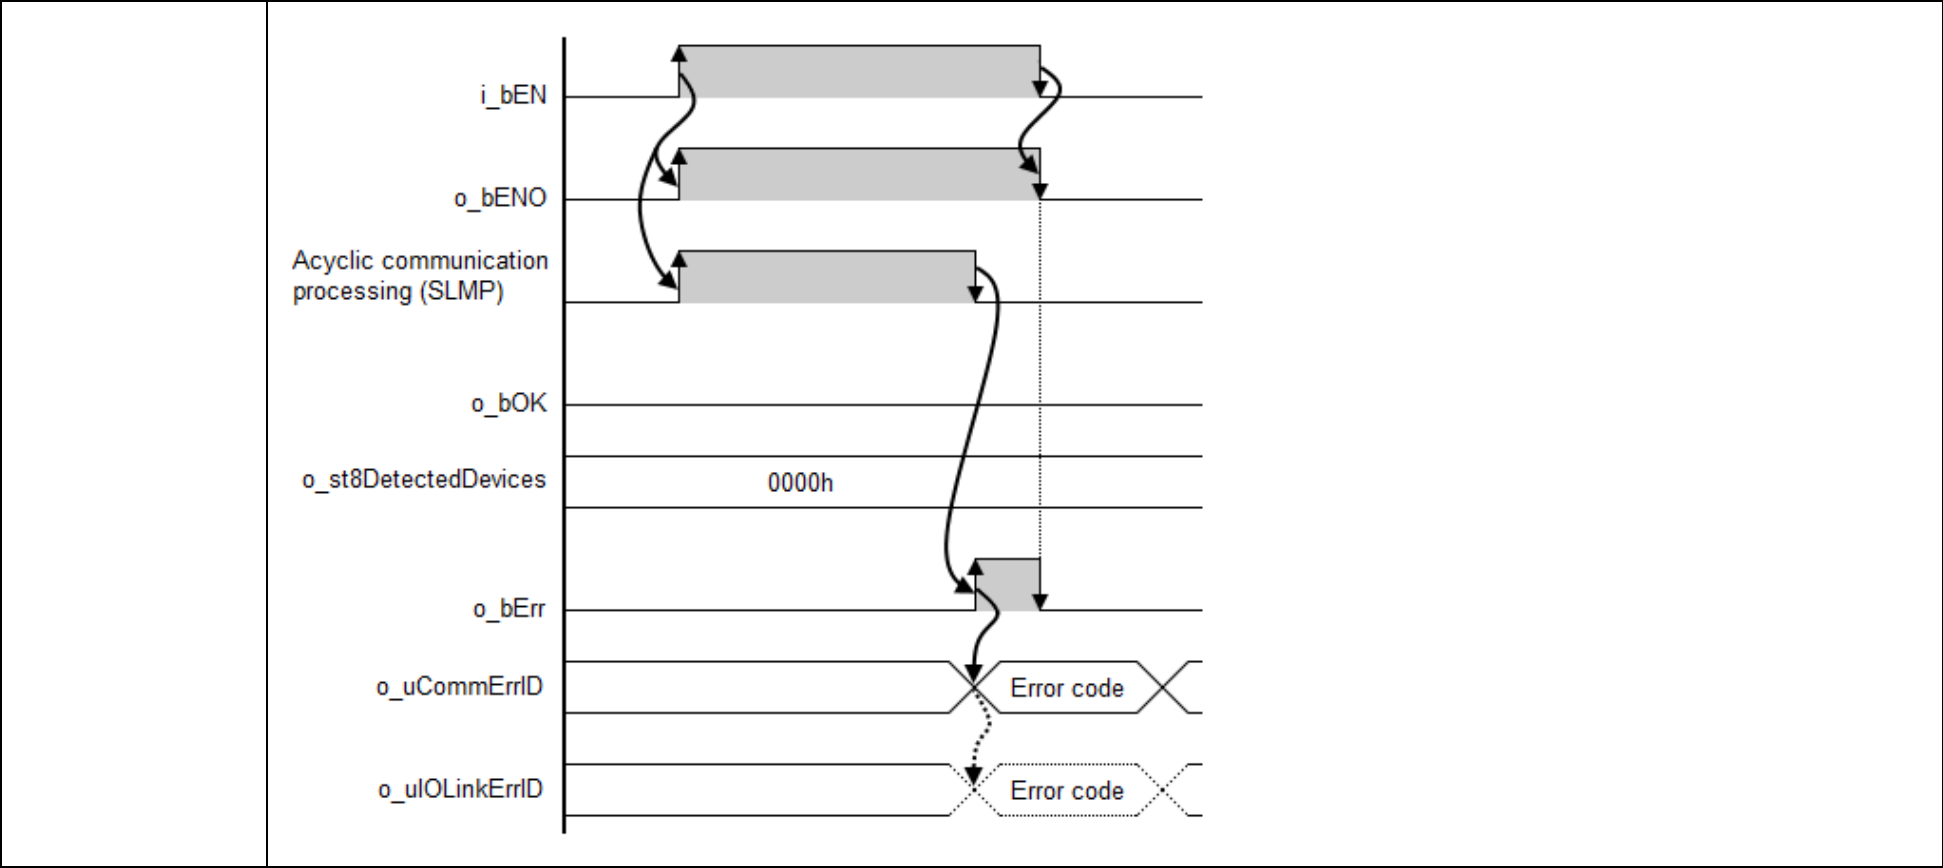 i_bEN
o_bENO
Acyclic communication
processing (SLMP)
o_bOK
o_st8DetectedDevices
0000h
o_bErr
o_uCommErrID
Error code
o_uIOLinkErrID
Error code